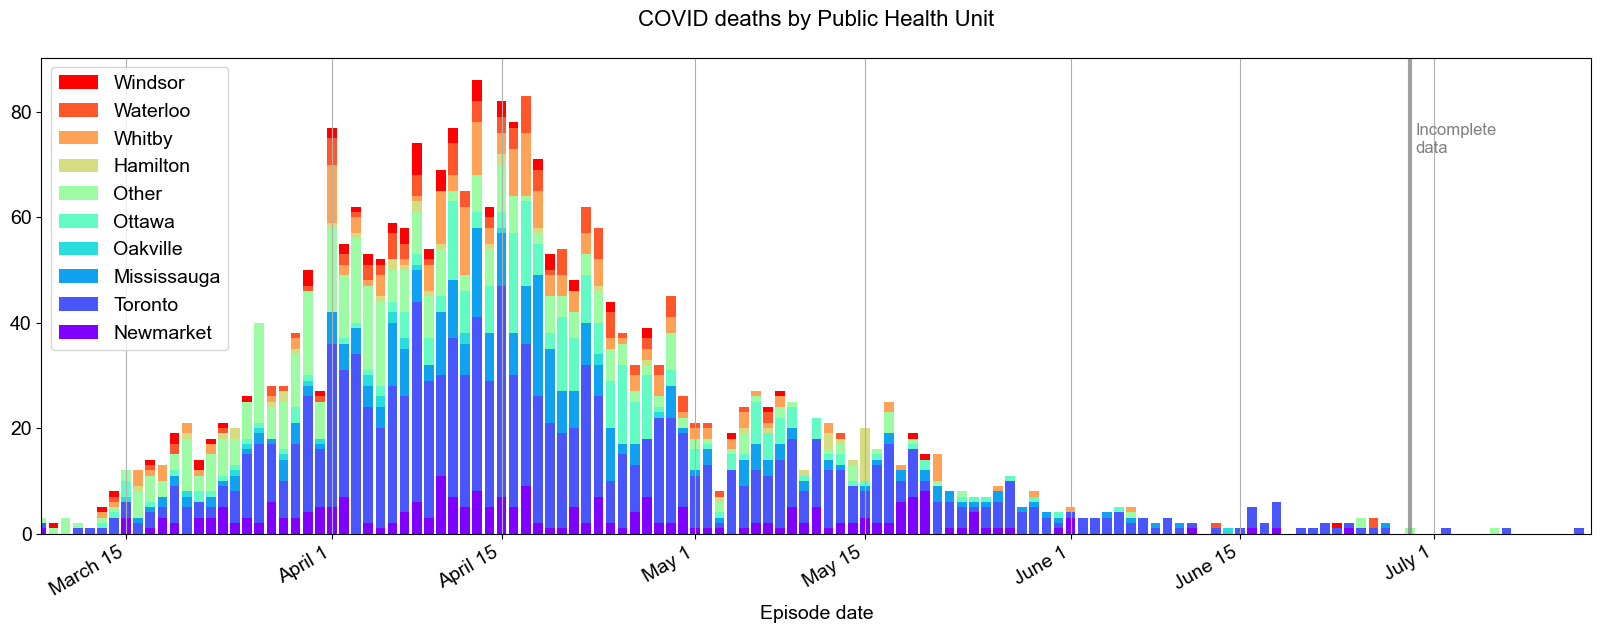 COVID deaths by Public Health Unit
Windsor
Waterloo
Whitby
Hamilton
Other
Ottawa
Oakville
Mississauga
Toronto
Newmarket
Incomplete
data
80
60
40
20
0
March 15
April 1
April 15
May 1
May 15
June 1
June 15
July 1
Episode date